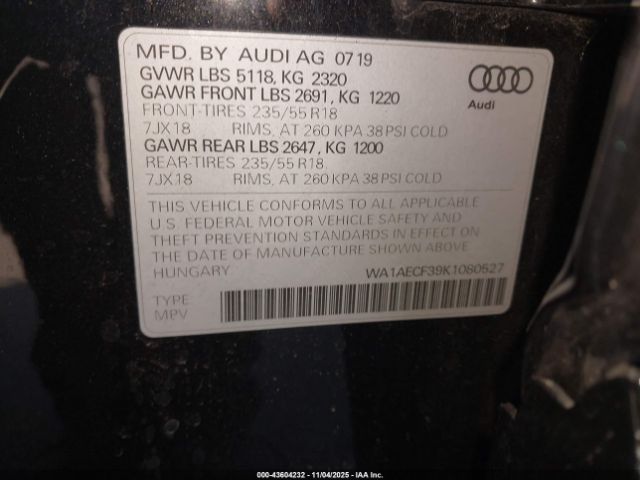 MFD. BY AUDI AG 07 19
GVWR LBS 5118, KG 2320
GAWR FRONT LBS 2691, KG 1220
FRONT-TIRES 235/55 R18
7JX18 RIMS, AT 260 KPA 38 PSI COLD
GAWR REAR LBS 2647, KG 1200
REAR-TIRES 235/55 R18
7JX18 RIMS, AT 260 KPA 38 PSI COLD
Audi
THIS VEHICLE CONFORMS TO ALL APPLICABLE
U.S. FEDERAL MOTOR VEHICLE SAFETY AND
THEFT PREVENTION STANDARDS IN EFFECT ON
THE DATE OF MANUFACTURE SHOWN ABOVE
HUNGARY WA1AECF39K1080527
TYPE
MPV
000-43604232 - 11/04/2025 - IAA Inc.